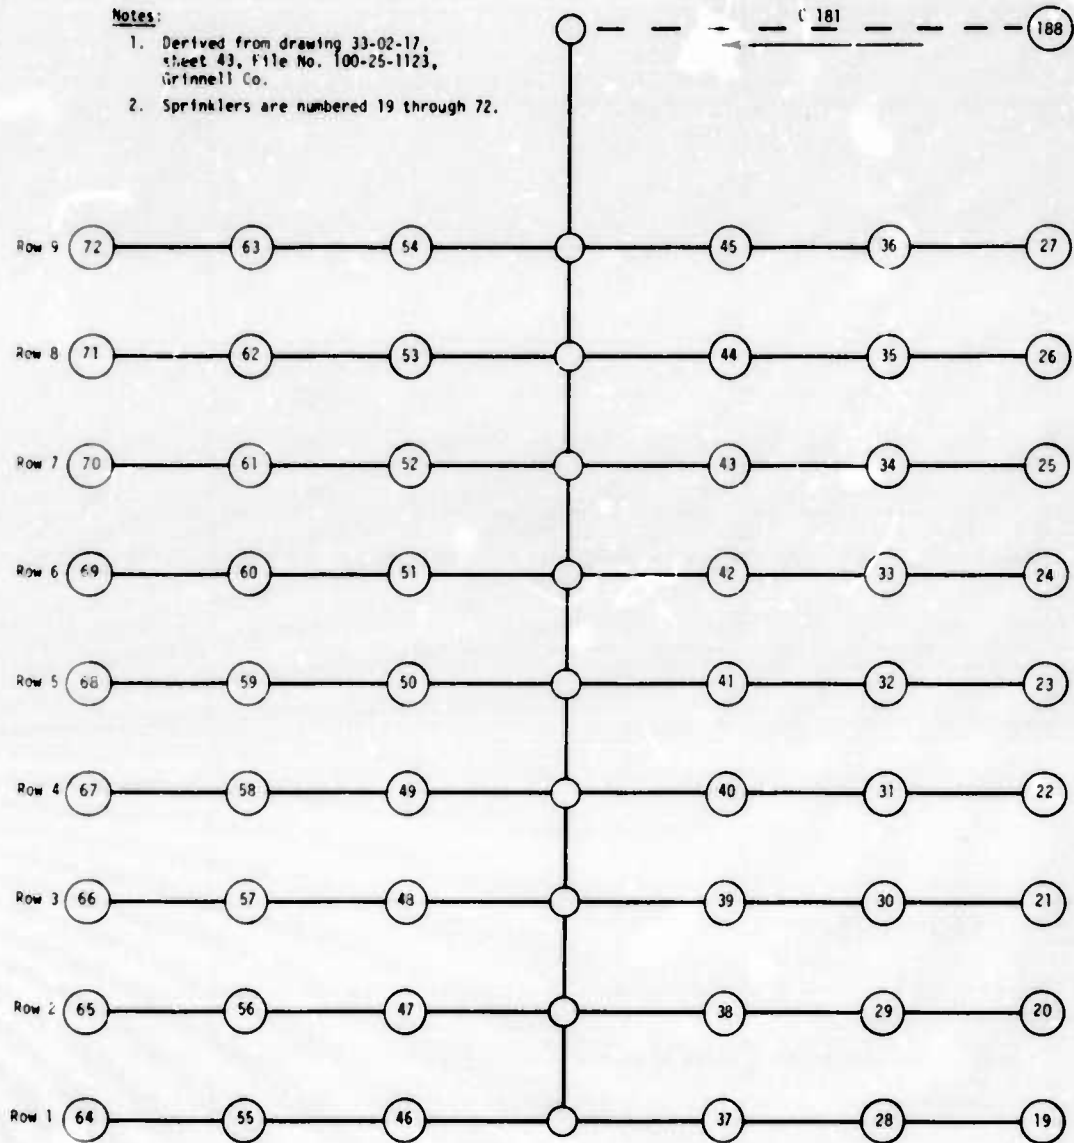 Notes:
1. Derived from drawing 33-02-17,
sheet 43, File No. 100-25-1123,
Grinnell Co.
2. Sprinklers are numbered 19 through 72.
181
188
Row 9 72 63 54 45 36 27
Row 8 71 62 53 44 35 26
Row 7 70 61 52 43 34 25
Row 6 69 60 51 42 33 24
Row 5 68 59 50 41 32 23
Row 4 67 58 49 40 31 22
Row 3 66 57 48 39 30 21
Row 2 65 56 47 38 29 20
Row 1 64 55 46 37 28 19